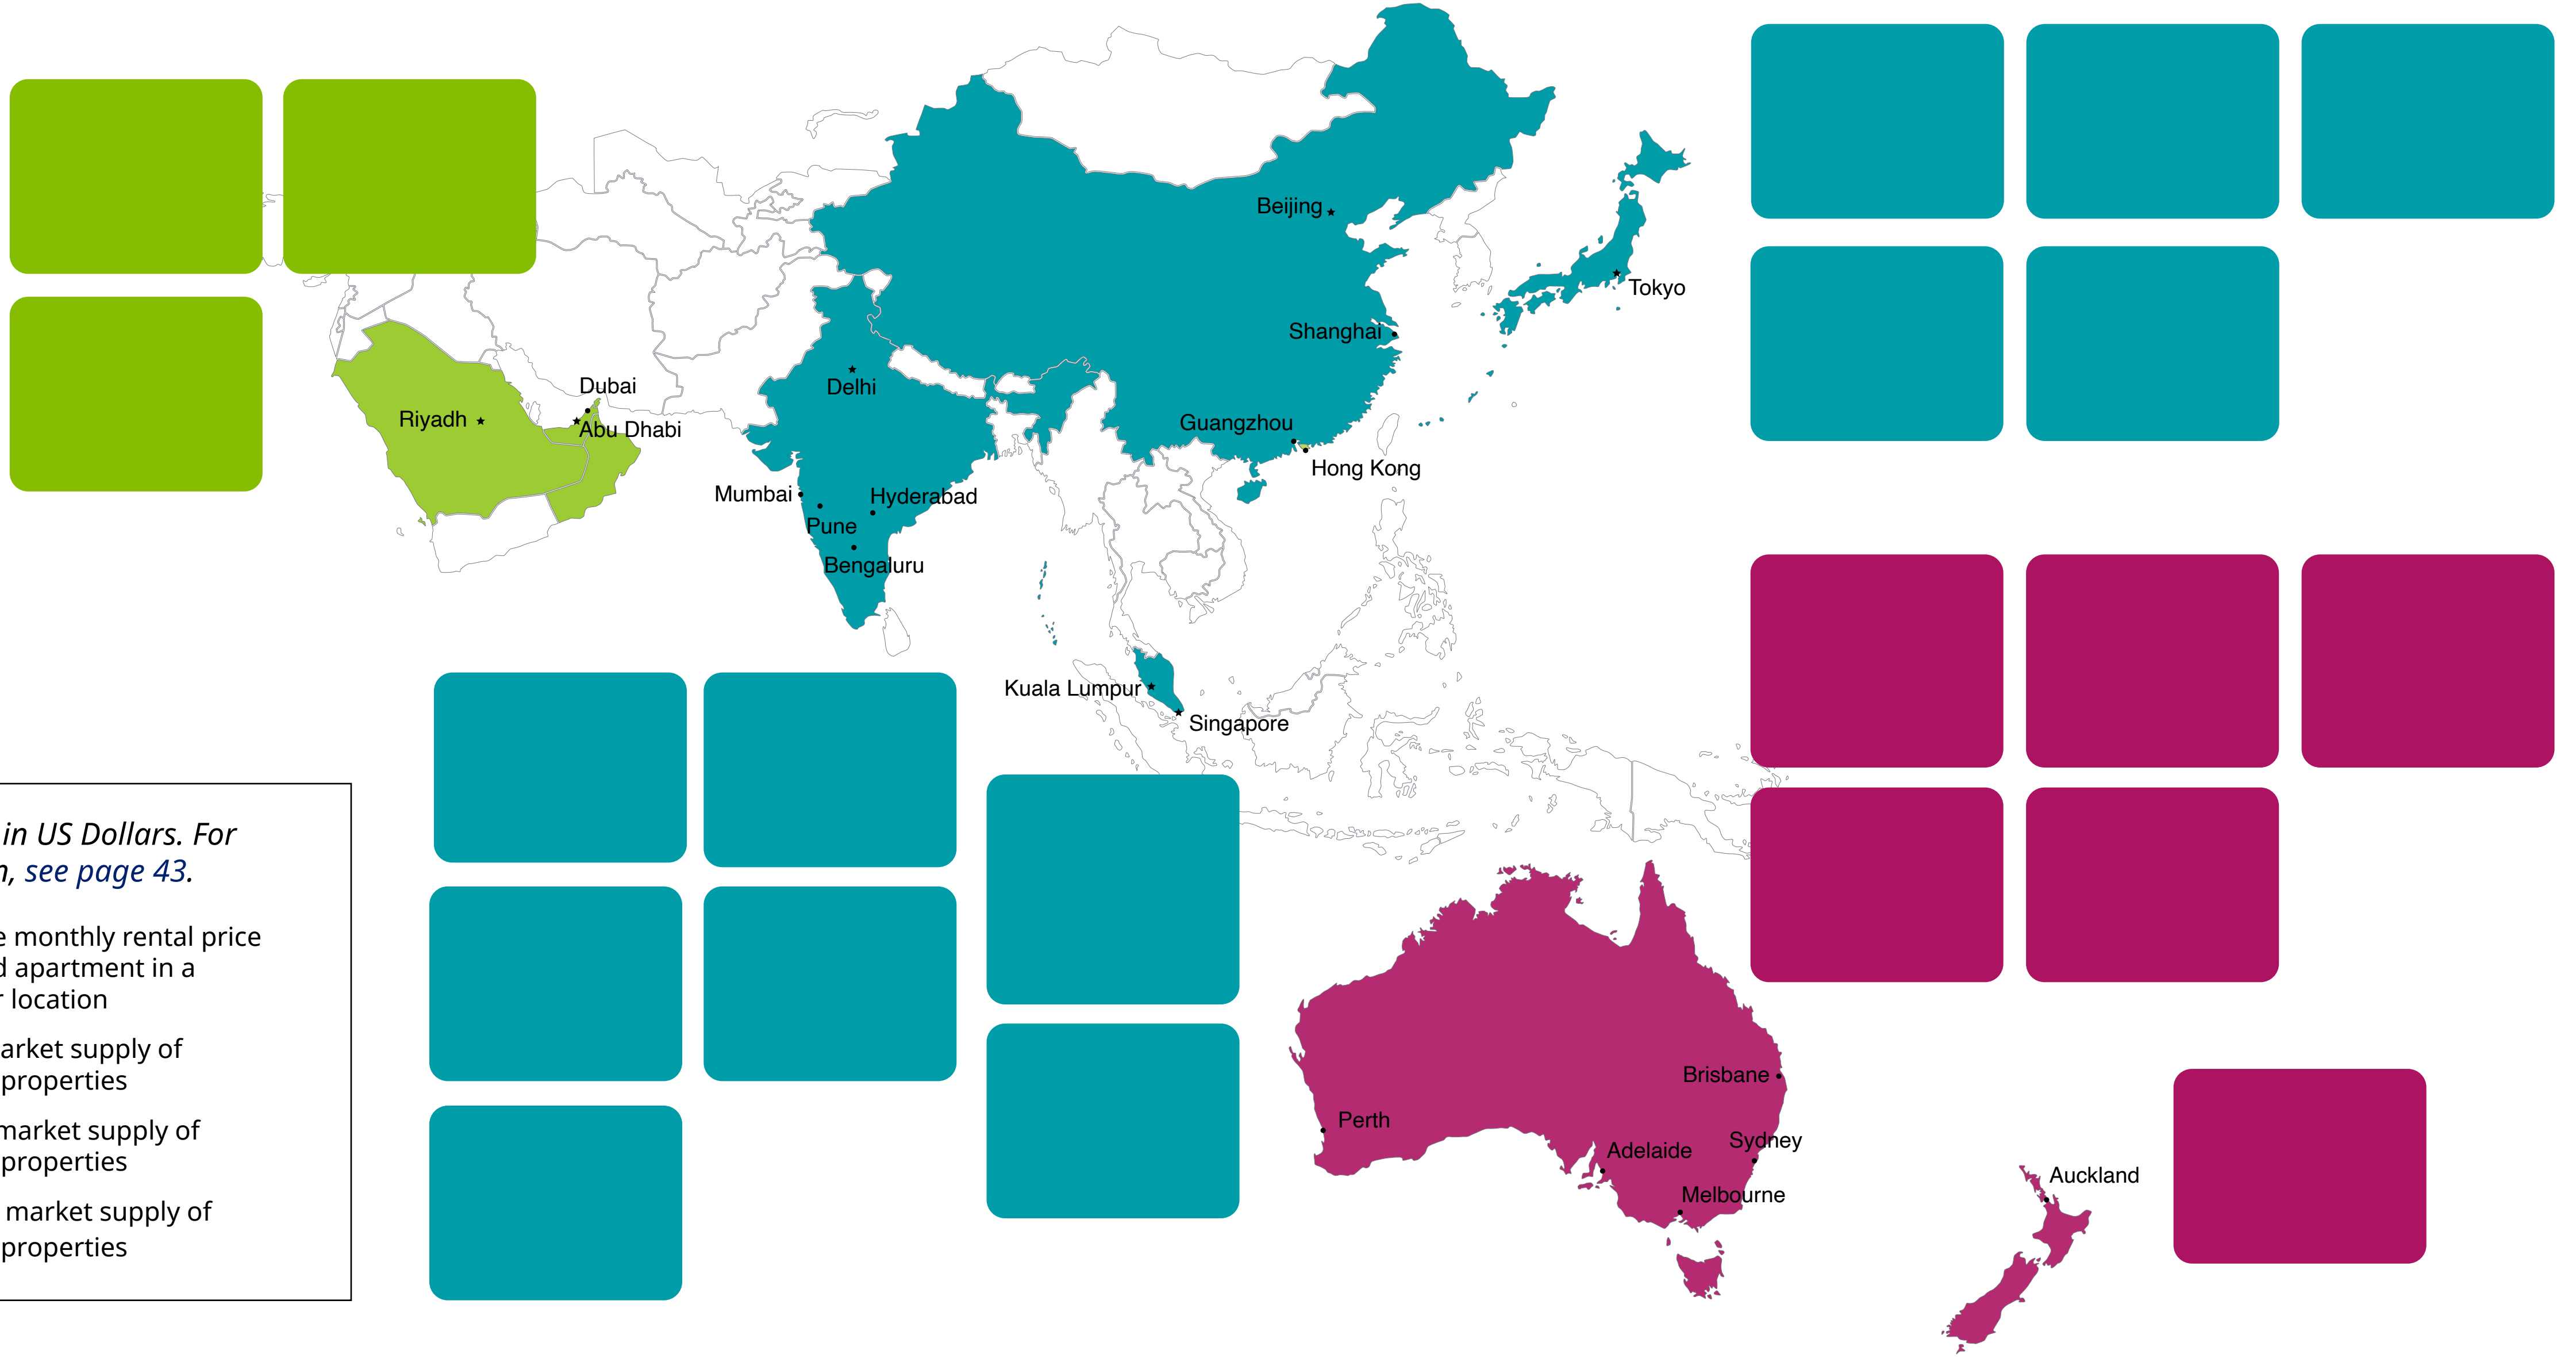 Beijing
Tokyo
Shanghai
Delhi
Dubai
Riyadh
Abu Dhabi
Guangzhou
Hong Kong
Mumbai
Hyderabad
Pune
Bengaluru
Kuala Lumpur
Singapore
in US Dollars. For
see page 43.
monthly rental price
apartment in a
location
market supply of
properties
market supply of
properties
market supply of
properties
Brisbane
Perth
Sydney
Adelaide
Auckland
Melbourne